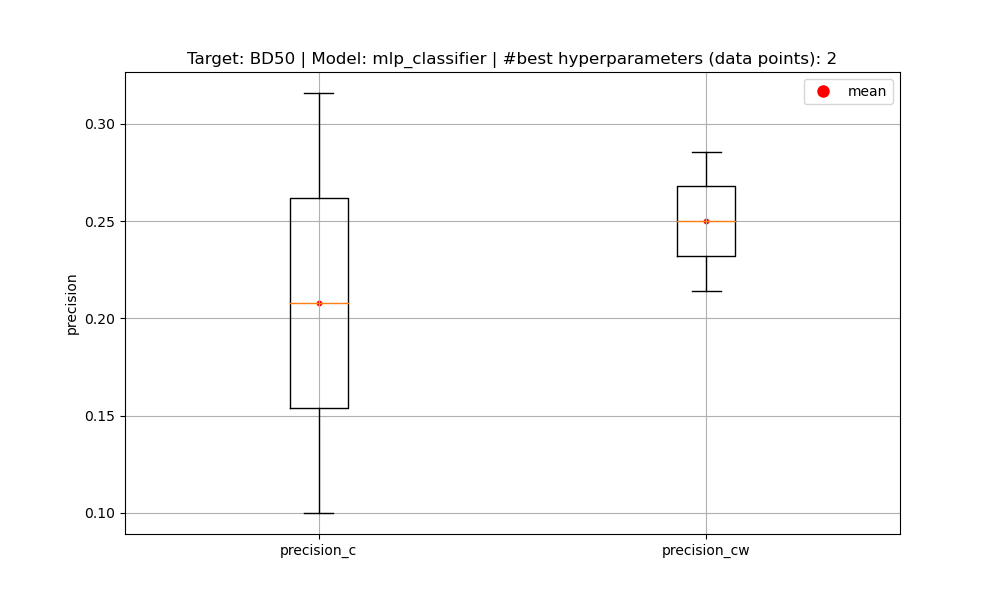 Target: BD50 | Model: mlp_classifier | #best hyperparameters (data points): 2
mean
0.30
0.25
0.20
0.15
0.10
precision
precision_c
precision_cw